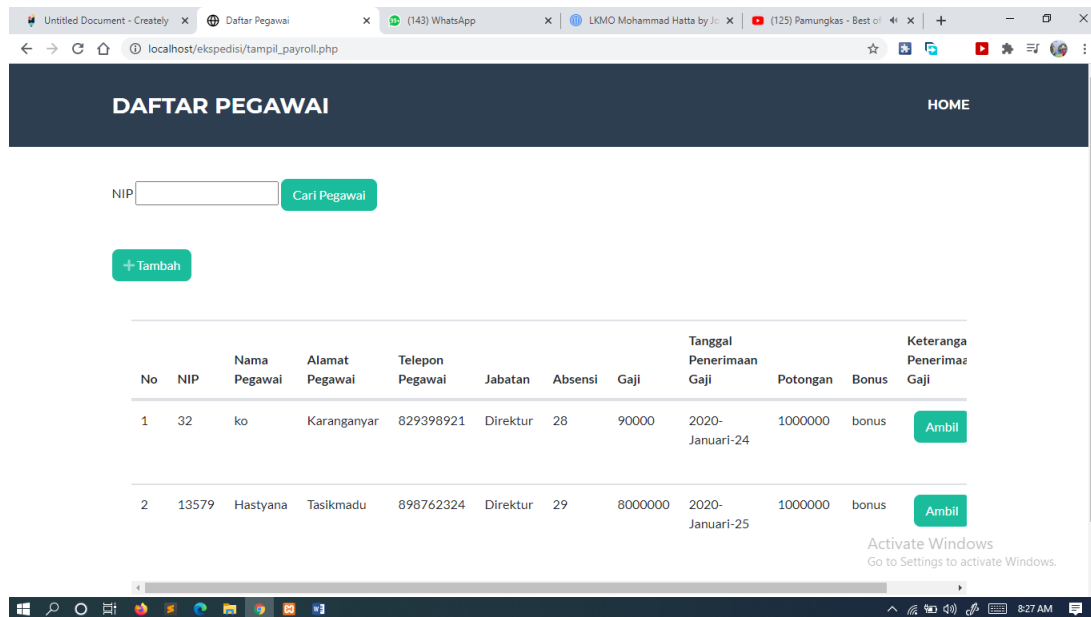 Untitled Document - Creately
Daftar Pegawai
(143) WhatsApp
LKMO Mohammad Hatta by Jo
(125) Pamungkas - Best of
localhost/ekspedisi/tampil_payroll.php
DAFTAR PEGAWAI
HOME
NIP
Cari Pegawai
+Tambah
No NIP Nama Pegawai Alamat Pegawai Telepon Pegawai Jabatan Absensi Gaji Tanggal Penerimaan Gaji Potongan Bonus Keteranga Penerimaa Gaji
1 32 ko Karanganyar 829398921 Direktur 28 90000 2020-Januari-24 1000000 bonus Ambil
2 13579 Hastyana Tasikmadu 898762324 Direktur 29 8000000 2020-Januari-25 1000000 bonus Ambil
Activate Windows
Go to Settings to activate Windows.
8:27 AM